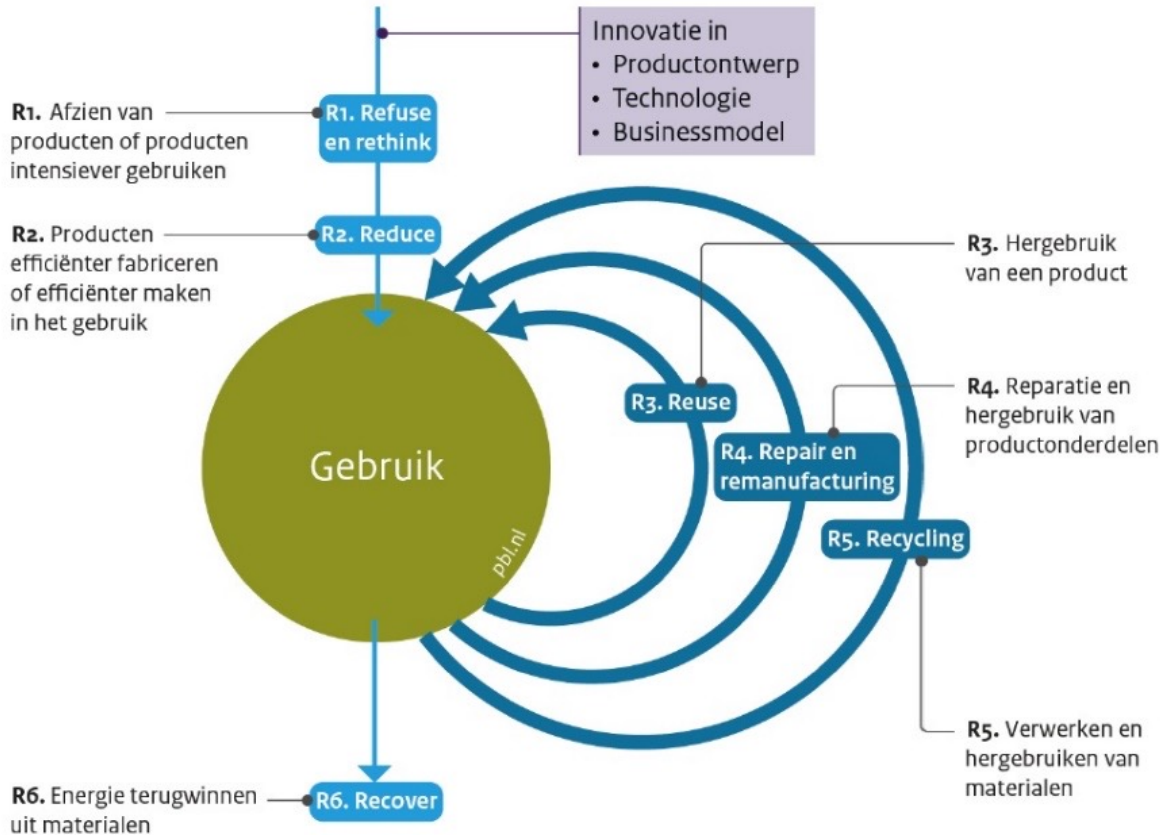 Innovatie in
• Productontwerp
• Technologie
• Businessmodel
R1. Afzien van
producten of producten
intensiever gebruiken
R1. Refuse
en rethink
R2. Producten
efficiënter fabriceren
of efficiënter maken
in het gebruik
R2. Reduce
R3. Hergebruik
van een product
R3. Reuse
R4. Reparatie en
hergebruik van
productonderdelen
R4. Repair en
remanufacturing
Gebruik
pbl.nl
R5. Recycling
R5. Verwerken en
hergebruiken van
materialen
R6. Energie terugwinnen
uit materialen
R6. Recover